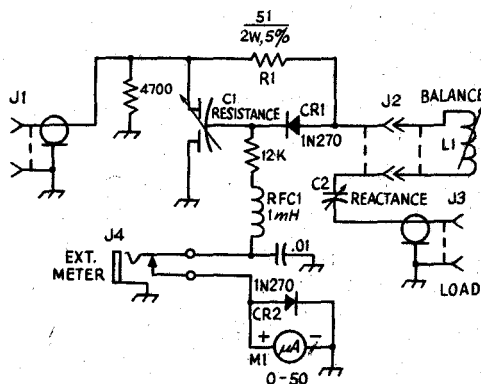 51
2W, 5%
R1
J1
4700
C1
RESISTANCE
CR1
1N270
J2
BALANCE
L1
12K
C2
REACTANCE
RFC1
1mH
J3
J4
.01
EXT.
METER
1N270
LOAD
CR2
+
-
M1
µA
0-50